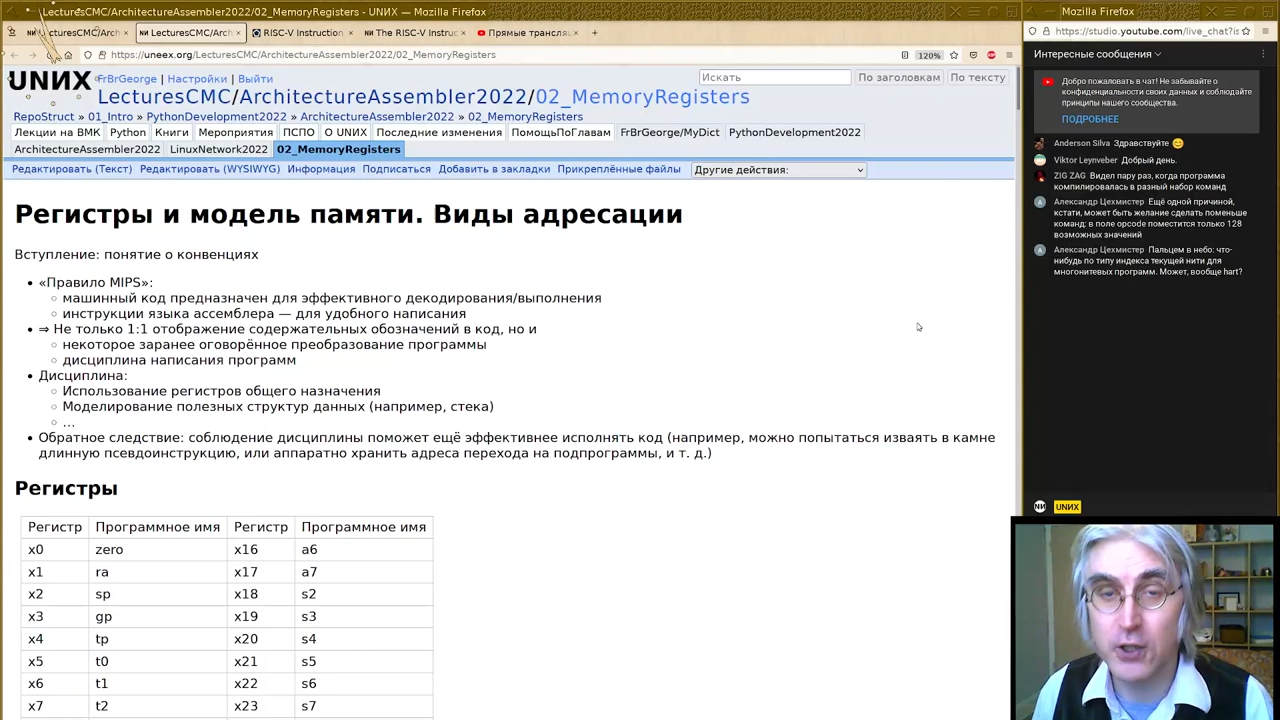 LecturesCMC/ArchitectureAssembler2022/02_MemoryRegisters - UNИX — Mozilla Firefox
Mozilla Firefox
LecturesCMC/Arch
RISC-V Instruction
The RISC-V Instruct
Прямые трансляц
https://uneex.org/LecturesCMC/ArchitectureAssembler2022/02_MemoryRegisters
120%
https://studio.youtube.com/live_chat?is
UNИX
FrBrGeorge | Настройки | Выйти
Искать
По заголовкам
По тексту
LecturesCMC/ArchitectureAssembler2022/02_MemoryRegisters
RepoStruct » 01_Intro » PythonDevelopment2022 » ArchitectureAssembler2022 » 02_MemoryRegisters
Лекции на ВМК
Python
Книги
Мероприятия
ПСПО
О UNИX
Последние изменения
ПомощьПоГлавам
FrBrGeorge/MyDict
PythonDevelopment2022
ArchitectureAssembler2022
LinuxNetwork2022
02_MemoryRegisters
Редактировать (Текст)
Редактировать (WYSIWYG)
Информация
Подписаться
Добавить в закладки
Прикреплённые файлы
Другие действия:
Регистры и модель памяти. Виды адресации
Вступление: понятие о конвенциях
• «Правило MIPS»:
◦ машинный код предназначен для эффективного декодирования/выполнения
◦ инструкции языка ассемблера — для удобного написания
• ⇒ Не только 1:1 отображение содержательных обозначений в код, но и
◦ некоторое заранее оговорённое преобразование программы
◦ дисциплина написания программ
• Дисциплина:
◦ Использование регистров общего назначения
◦ Моделирование полезных структур данных (например, стека)
◦ …
• Обратное следствие: соблюдение дисциплины поможет ещё эффективнее исполнять код (например, можно попытаться изваять в камне
длинную псевдоинструкцию, или аппаратно хранить адреса перехода на подпрограммы, и т. д.)
Регистры
Регистр Программное имя Регистр Программное имя
x0 zero x16 a6
x1 ra x17 a7
x2 sp x18 s2
x3 gp x19 s3
x4 tp x20 s4
x5 t0 x21 s5
x6 t1 x22 s6
x7 t2 x23 s7
Интересные сообщения
Добро пожаловать в чат! Не забывайте о
конфиденциальности своих данных и соблюдайте
принципы нашего сообщества.
ПОДРОБНЕЕ
Anderson Silva Здравствуйте 😊
Viktor Leynveber Добрый день.
ZIG ZAG Видел пару раз, когда программа
компилировалась в разный набор команд
Александр Цехмистер Ещё одной причиной,
кстати, может быть желание сделать поменьше
команд: в поле opcode поместится только 128
возможных значений
Александр Цехмистер Пальцем в небо: что-
нибудь по типу индекса текущей нити для
многонитевых программ. Может, вообще hart?
UNИX